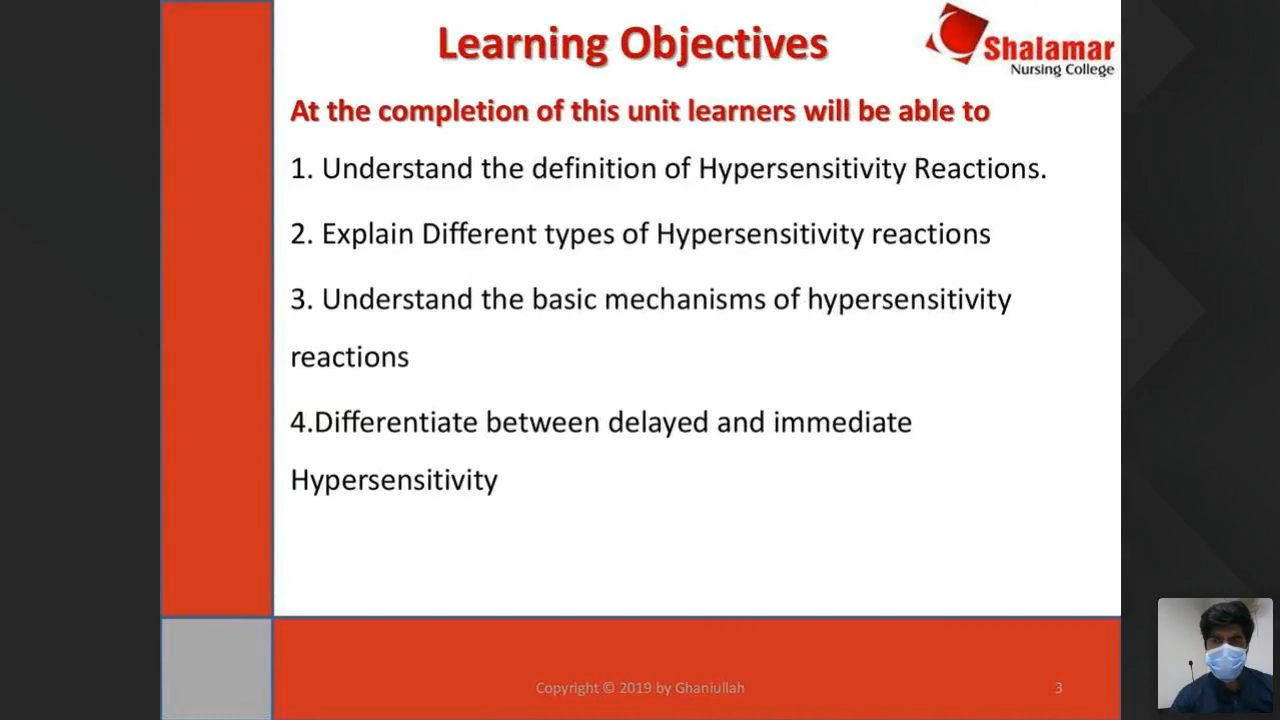 Learning Objectives
Shalamar
Nursing College
At the completion of this unit learners will be able to
1. Understand the definition of Hypersensitivity Reactions.
2. Explain Different types of Hypersensitivity reactions
3. Understand the basic mechanisms of hypersensitivity
reactions
4.Differentiate between delayed and immediate
Hypersensitivity
Copyright © 2019 by Ghaniullah
3